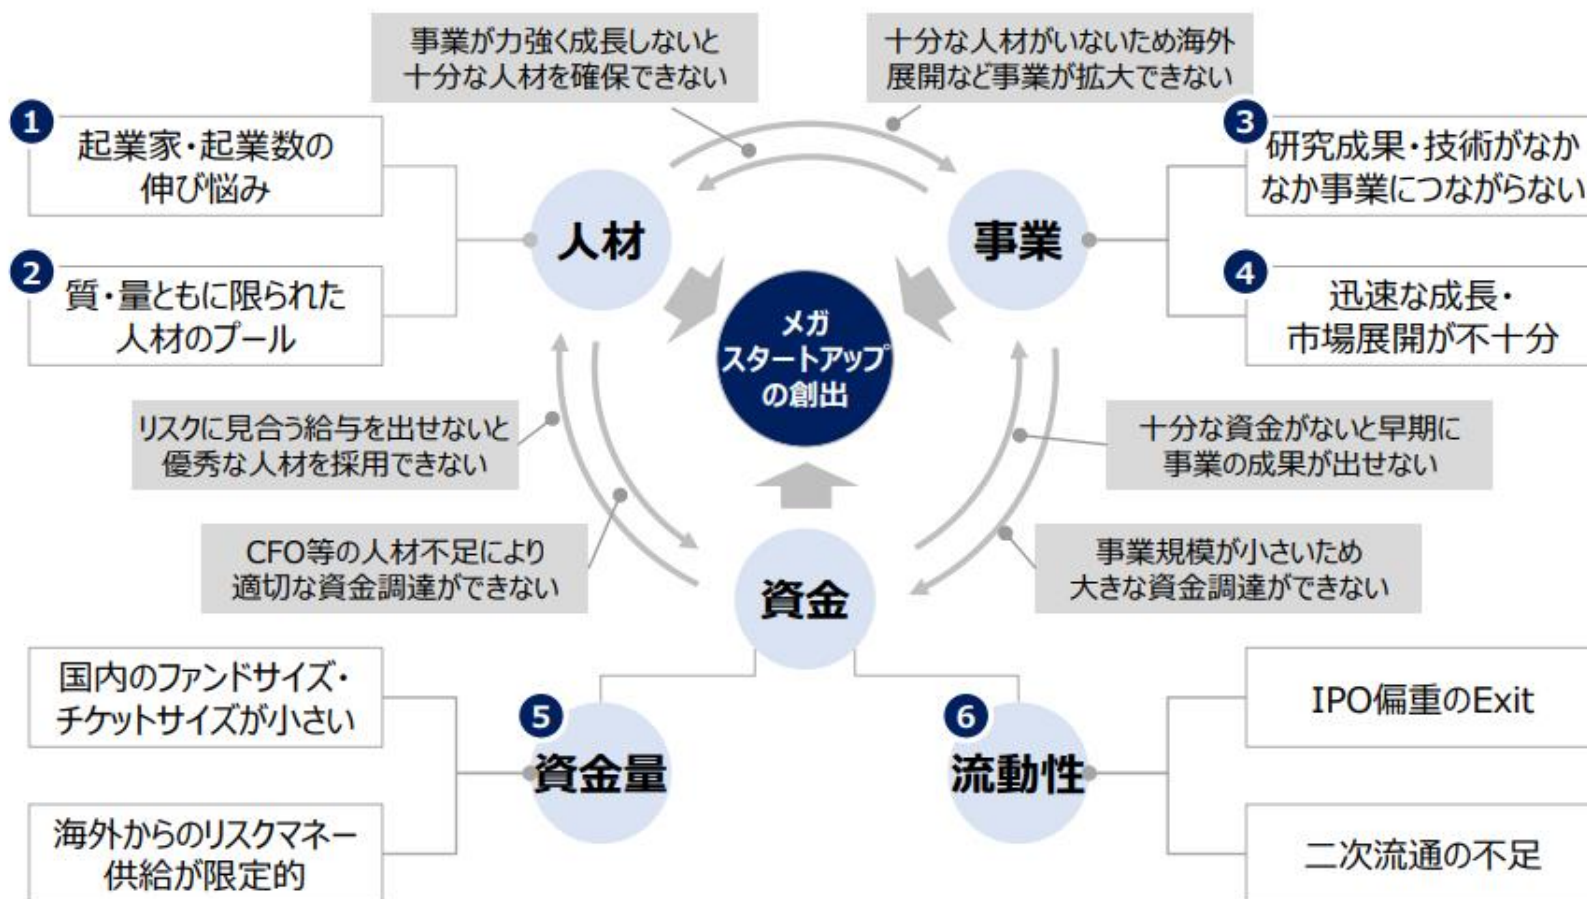 事業が力強く成長しないと
十分な人材を確保できない
十分な人材がいないため海外
展開など事業が拡大できない
1
起業家・起業数の
伸び悩み
2
質・量ともに限られた
人材のプール
人材
事業
3
研究成果・技術がなか
なか事業につながらない
4
迅速な成長・
市場展開が不十分
メガ
スタートアップ
の創出
リスクに見合う給与を出せないと
優秀な人材を採用できない
十分な資金がないと早期に
事業の成果が出せない
CFO等の人材不足により
適切な資金調達ができない
事業規模が小さいため
大きな資金調達ができない
資金
国内のファンドサイズ・
チケットサイズが小さい
海外からのリスクマネー
供給が限定的
5
資金量
6
流動性
IPO偏重のExit
二次流通の不足